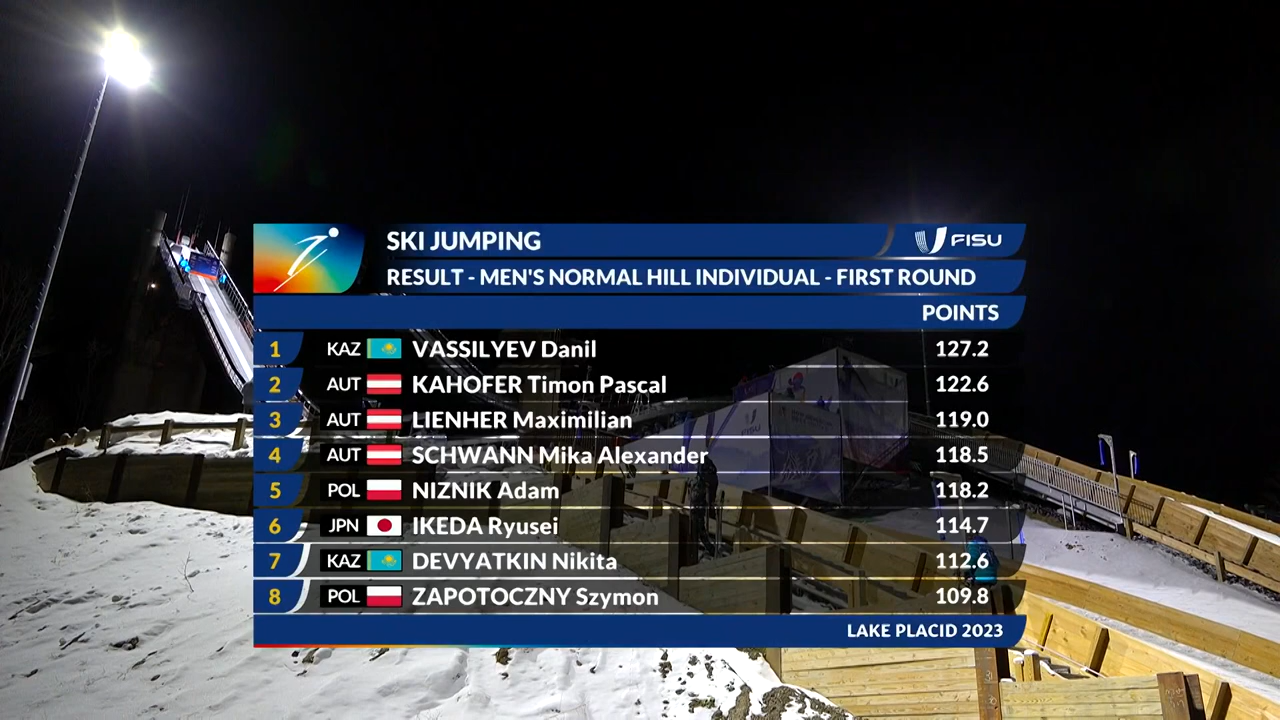 SKI JUMPING
FISU
RESULT - MEN'S NORMAL HILL INDIVIDUAL - FIRST ROUND
POINTS
1 KAZ VASSILYEV Danil 127.2
2 AUT KAHOFER Timon Pascal 122.6
3 AUT LIENHER Maximilian 119.0
4 AUT SCHWANN Mika Alexander 118.5
5 POL NIZNIK Adam 118.2
6 JPN IKEDA Ryusei 114.7
7 KAZ DEVYATKIN Nikita 112.6
8 POL ZAPOTOCZNY Szymon 109.8
FISU
LAKE PLACID 2023